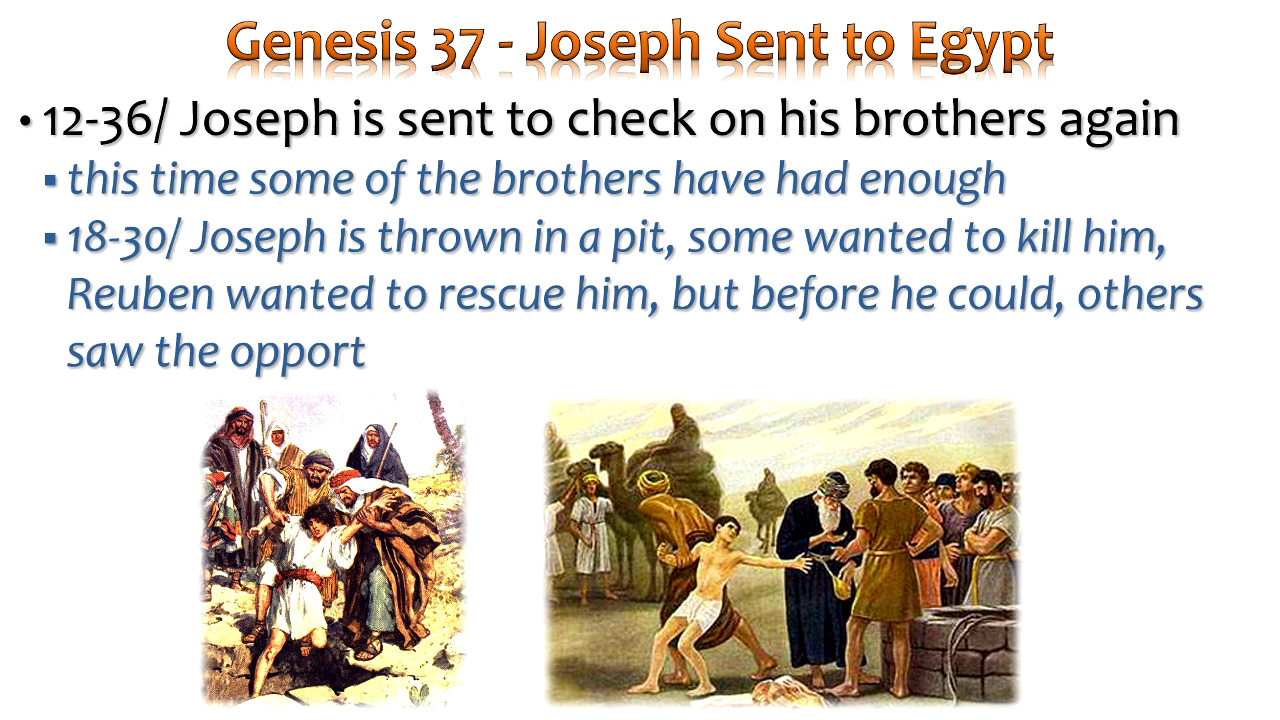 Genesis 37 - Joseph Sent to Egypt
• 12-36/ Joseph is sent to check on his brothers again
▪ this time some of the brothers have had enough
▪ 18-30/ Joseph is thrown in a pit, some wanted to kill him,
Reuben wanted to rescue him, but before he could, others
saw the opport